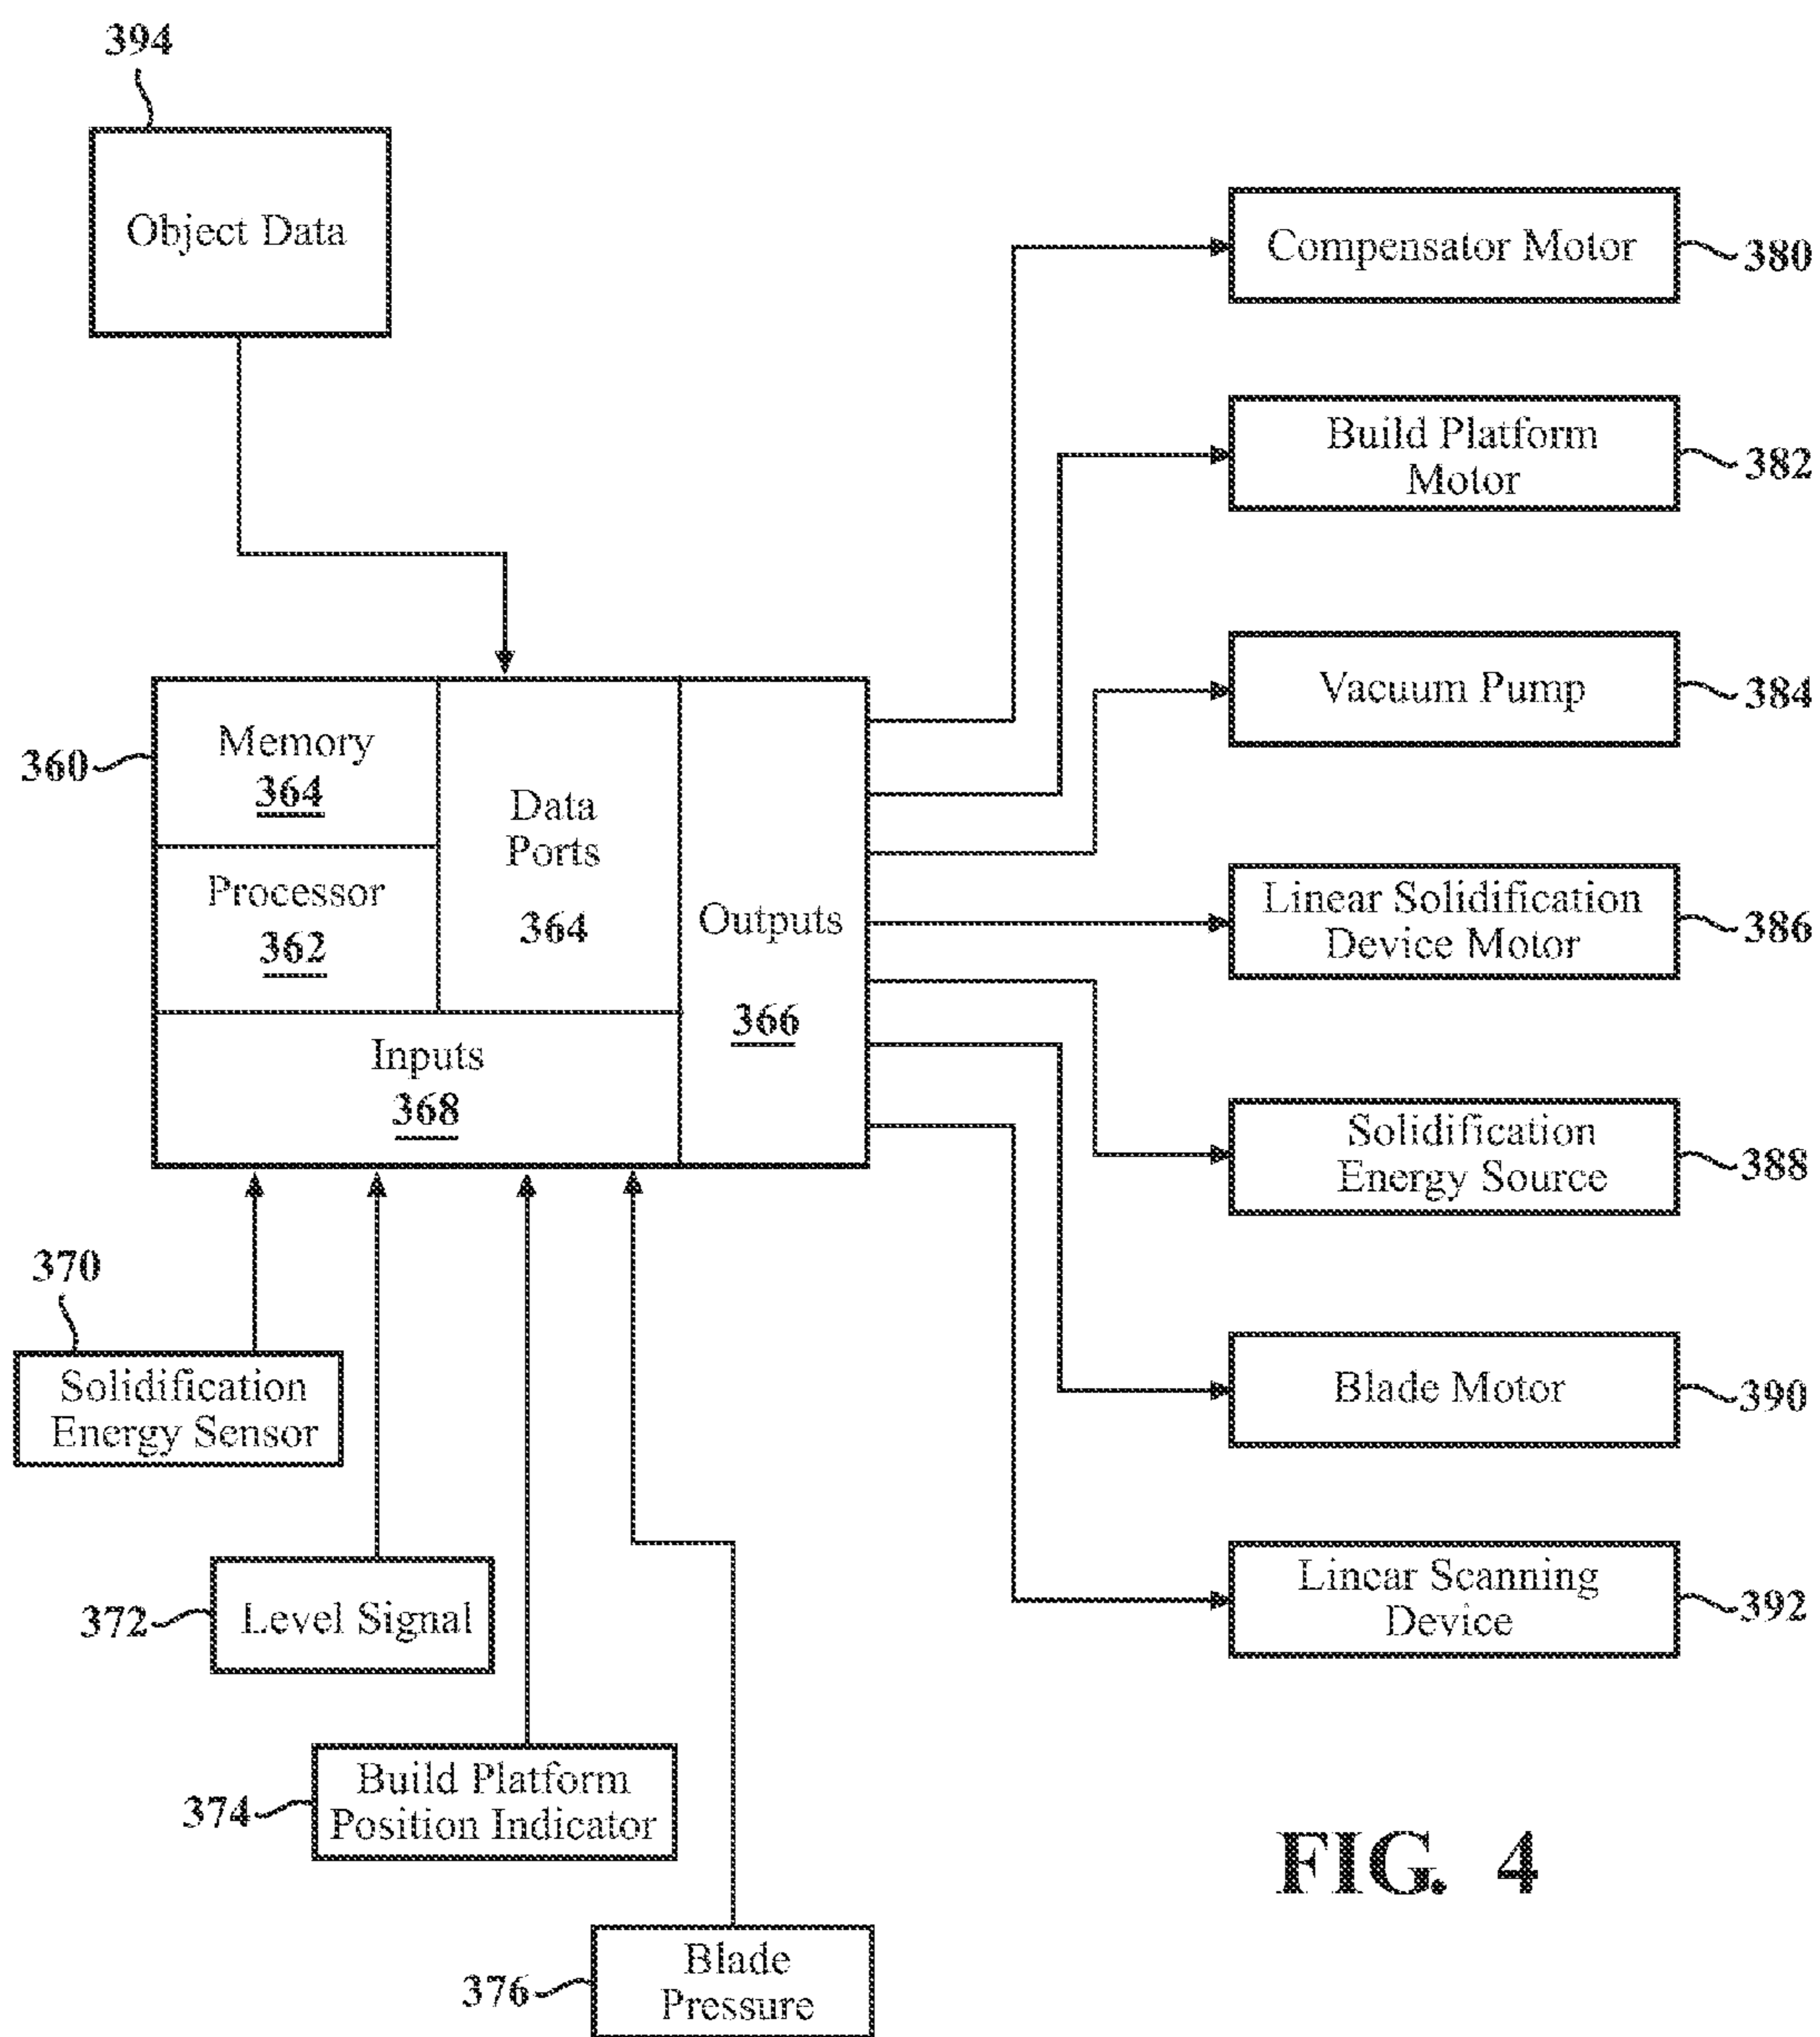 394
Object Data
Compensator Motor
380
Build Platform
Motor
382
Vacuum Pump
384
360
Memory
364
Data
Ports
364
Processor
362
Outputs
366
Inputs
368
Linear Solidification
Device Motor
386
Solidification
Energy Source
388
370
Solidification
Energy Sensor
Blade Motor
390
372
Level Signal
Linear Scanning
Device
392
374
Build Platform
Position Indicator
376
Blade
Pressure
FIG. 4